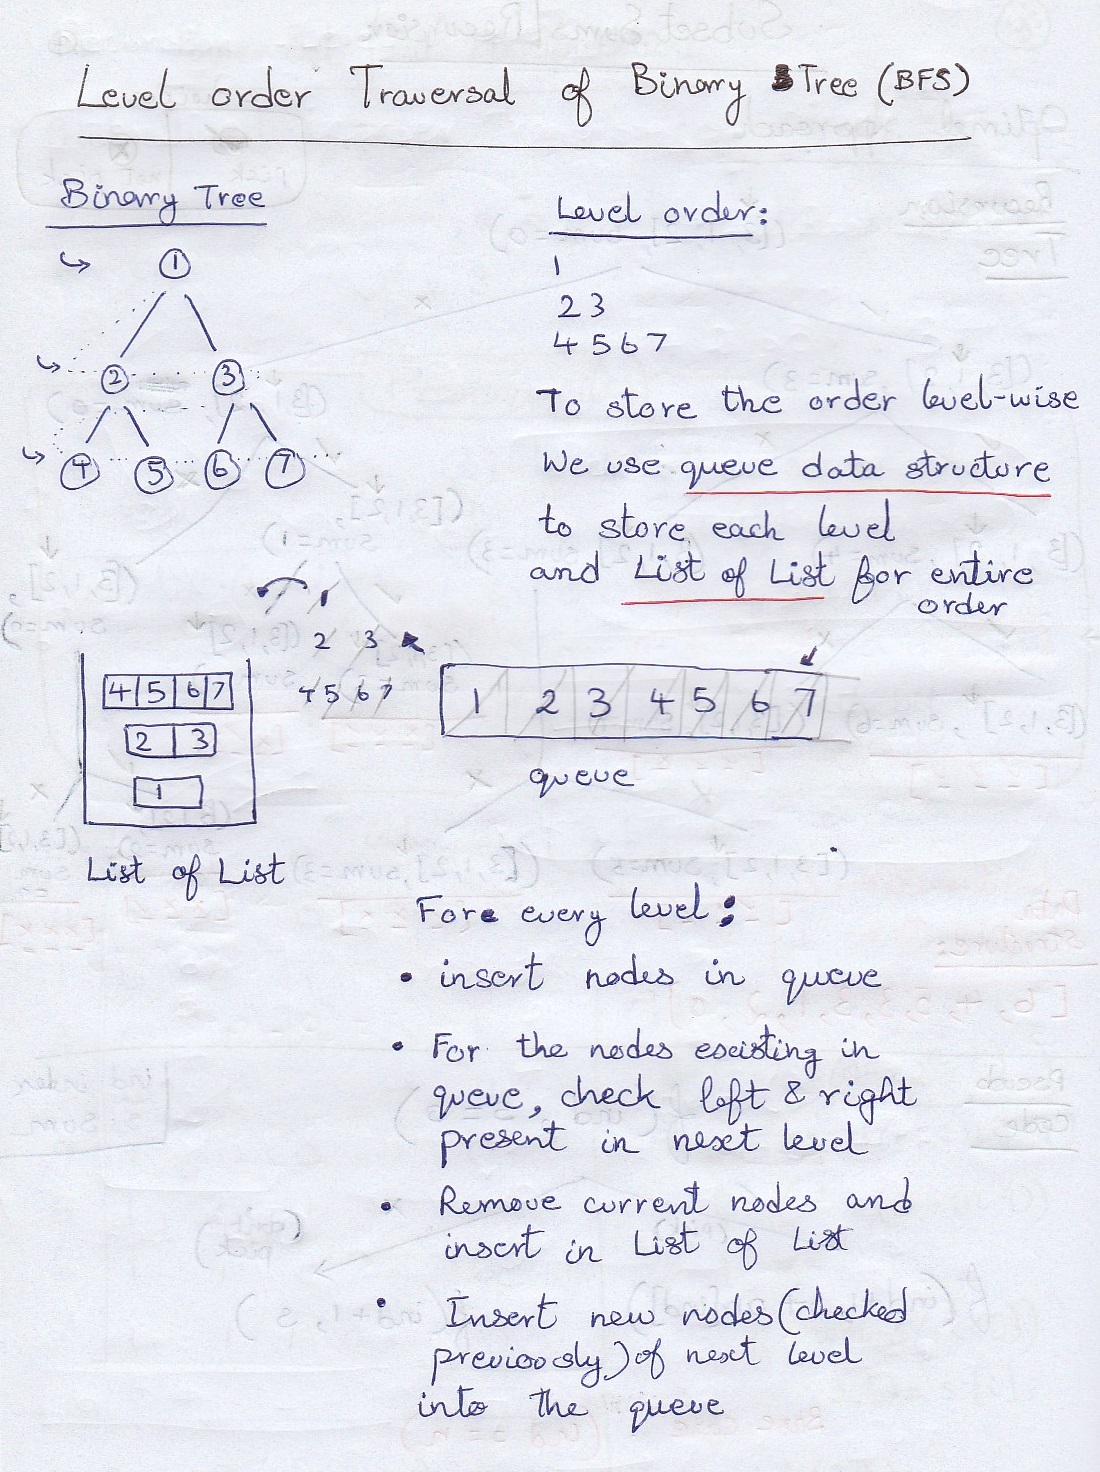 Level order Traversal of Binary Tree (BFS)
Binary Tree
1
2 3
4 5 6 7
Level order:
1
2 3
4 5 6 7
To store the order level-wise
We use queue data structure
to store each level
and List of List for entire
order
1
2 3
4 5 6 7
4 5 6 7
2 3
1
List of List
1 2 3 4 5 6 7
queue
For every level:
• insert nodes in queue
• For the nodes existing in
queue, check left & right
present in next level
• Remove current nodes and
insert in List of List
• Insert new nodes (checked
previously) of next level
into the queue